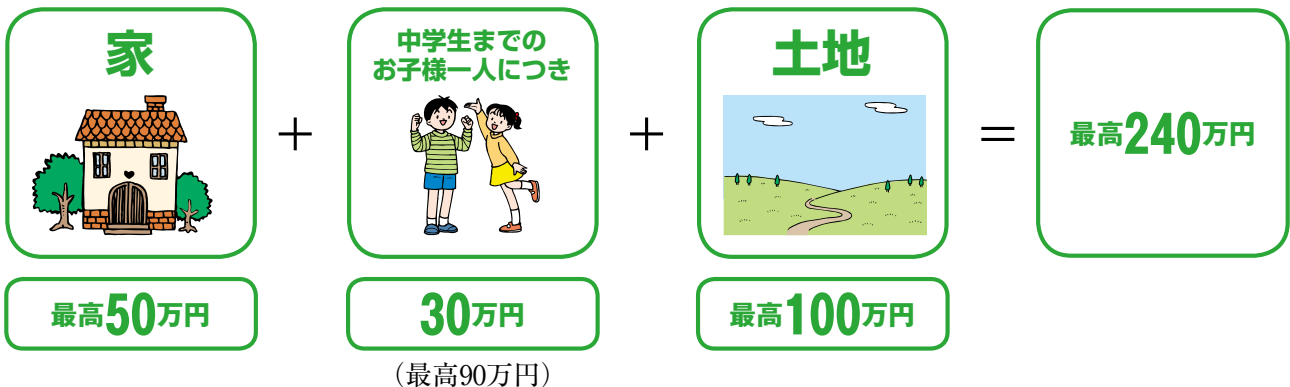 家
最高50万円
+
中学生までの
お子様一人につき
30万円
（最高90万円）
+
土地
最高100万円
=
最高240万円